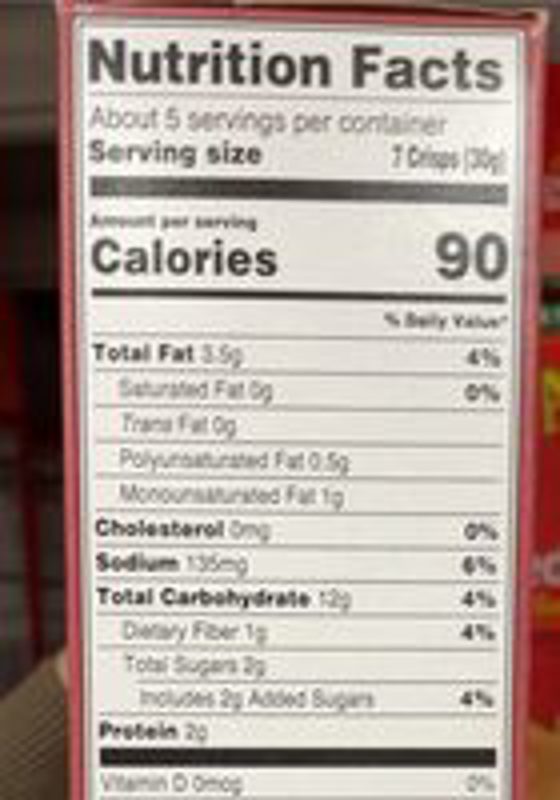 Nutrition Facts
About 5 servings per container
Serving size 7 Crisps (30g)
Amount per serving
Calories 90
% Daily Value*
Total Fat 3.5g 4%
Saturated Fat 0g 0%
Trans Fat 0g
Polyunsaturated Fat 0.5g
Monounsaturated Fat 1g
Cholesterol 0mg 0%
Sodium 135mg 6%
Total Carbohydrate 12g 4%
Dietary Fiber 1g 4%
Total Sugars 2g
Includes 2g Added Sugars 4%
Protein 2g
Vitamin D 0mcg 0%